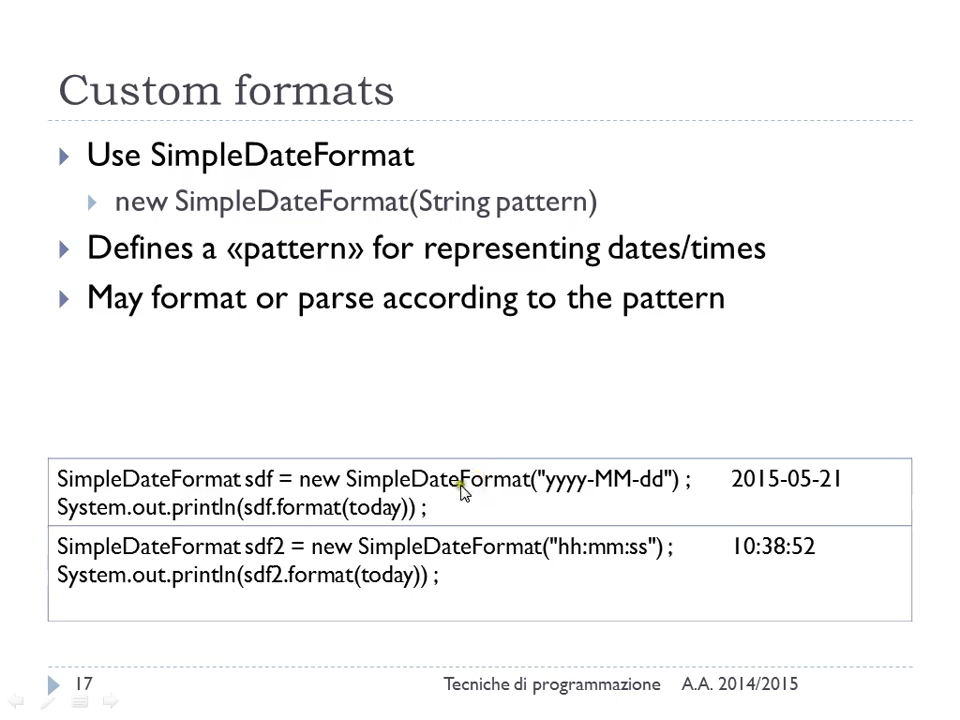 Custom formats
Use SimpleDateFormat
new SimpleDateFormat(String pattern)
Defines a «pattern» for representing dates/times
May format or parse according to the pattern
SimpleDateFormat sdf = new SimpleDateFormat("yyyy-MM-dd") ; 2015-05-21
System.out.println(sdf.format(today)) ;
SimpleDateFormat sdf2 = new SimpleDateFormat("hh:mm:ss") ; 10:38:52
System.out.println(sdf2.format(today)) ;
17 Tecniche di programmazione A.A. 2014/2015